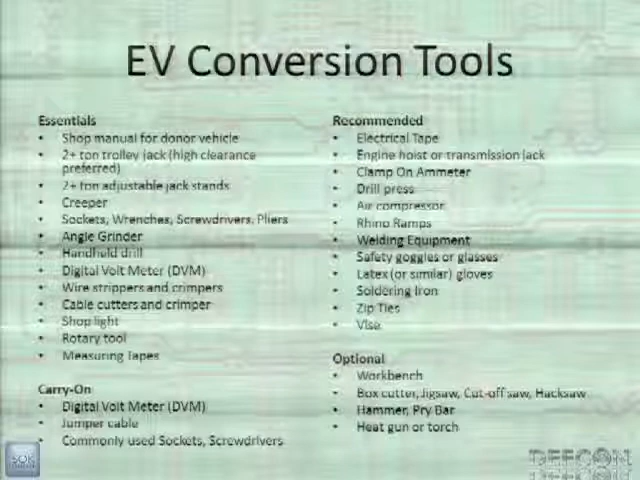 EV Conversion Tools
Essentials
• Shop manual for donor vehicle
• 2+ ton trolley jack (high clearance
preferred)
• 2+ ton adjustable jack stands
• Creeper
• Sockets, Wrenches, Screwdrivers, Pliers
• Angle Grinder
• Handheld drill
• Digital Volt Meter (DVM)
• Wire strippers and crimpers
• Cable cutters and crimper
• Shop light
• Rotary tool
• Measuring Tapes
Carry-On
• Digital Volt Meter (DVM)
• Jumper cable
• Commonly used Sockets, Screwdrivers
Recommended
• Electrical Tape
• Engine hoist or transmission jack
• Clamp On Ammeter
• Drill press
• Air compressor
• Rhino Ramps
• Welding Equipment
• Safety goggles or glasses
• Latex (or similar) gloves
• Soldering Iron
• Zip Ties
• Vise
Optional
• Workbench
• Box cutter, Jigsaw, Cut-off saw, Hacksaw
• Hammer, Pry Bar
• Heat gun or torch
DEFCON